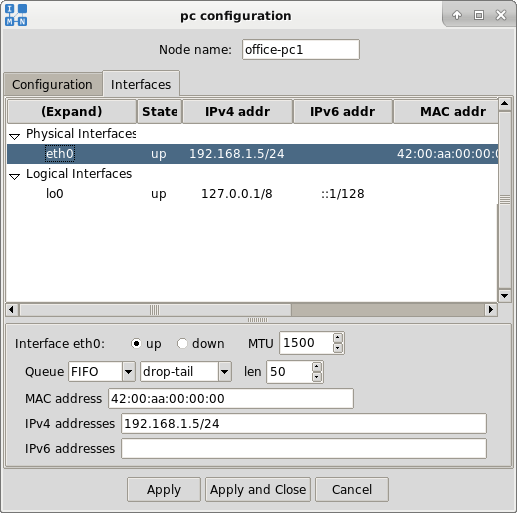 pc configuration
Node name: office-pc1
Configuration Interfaces
(Expand) State IPv4 addr IPv6 addr MAC addr
Physical Interfaces
eth0 up 192.168.1.5/24 42:00:aa:00:00:0
Logical Interfaces
lo0 up 127.0.0.1/8 ::1/128
Interface eth0: up down MTU 1500
Queue FIFO drop-tail len 50
MAC address 42:00:aa:00:00:00
IPv4 addresses 192.168.1.5/24
IPv6 addresses
Apply Apply and Close Cancel